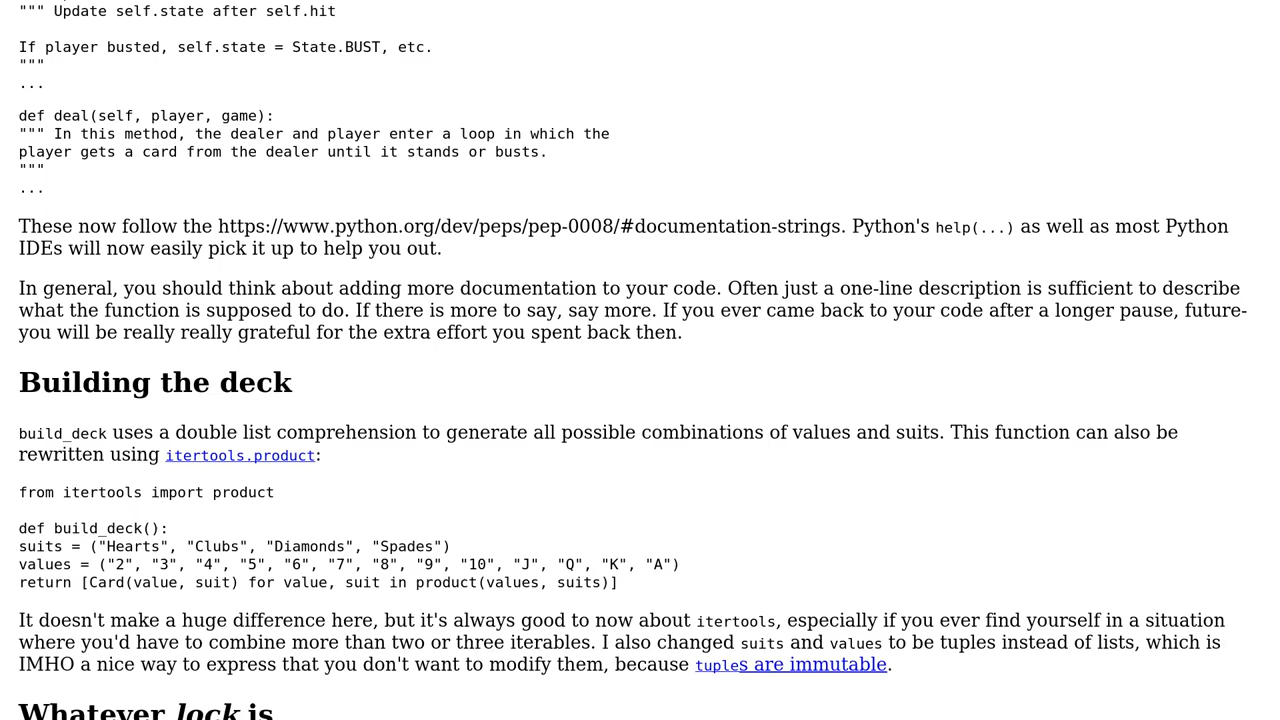 """ Update self.state after self.hit
If player busted, self.state = State.BUST, etc.
"""
...
def deal(self, player, game):
""" In this method, the dealer and player enter a loop in which the
player gets a card from the dealer until it stands or busts.
"""
...
These now follow the https://www.python.org/dev/peps/pep-0008/#documentation-strings. Python's help(...) as well as most Python
IDEs will now easily pick it up to help you out.
In general, you should think about adding more documentation to your code. Often just a one-line description is sufficient to describe
what the function is supposed to do. If there is more to say, say more. If you ever came back to your code after a longer pause, future-
you will be really really grateful for the extra effort you spent back then.
Building the deck
build_deck uses a double list comprehension to generate all possible combinations of values and suits. This function can also be
rewritten using itertools.product:
from itertools import product
def build_deck():
suits = ("Hearts", "Clubs", "Diamonds", "Spades")
values = ("2", "3", "4", "5", "6", "7", "8", "9", "10", "J", "Q", "K", "A")
return [Card(value, suit) for value, suit in product(values, suits)]
It doesn't make a huge difference here, but it's always good to now about itertools, especially if you ever find yourself in a situation
where you'd have to combine more than two or three iterables. I also changed suits and values to be tuples instead of lists, which is
IMHO a nice way to express that you don't want to modify them, because tuples are immutable.
Whatever lock is